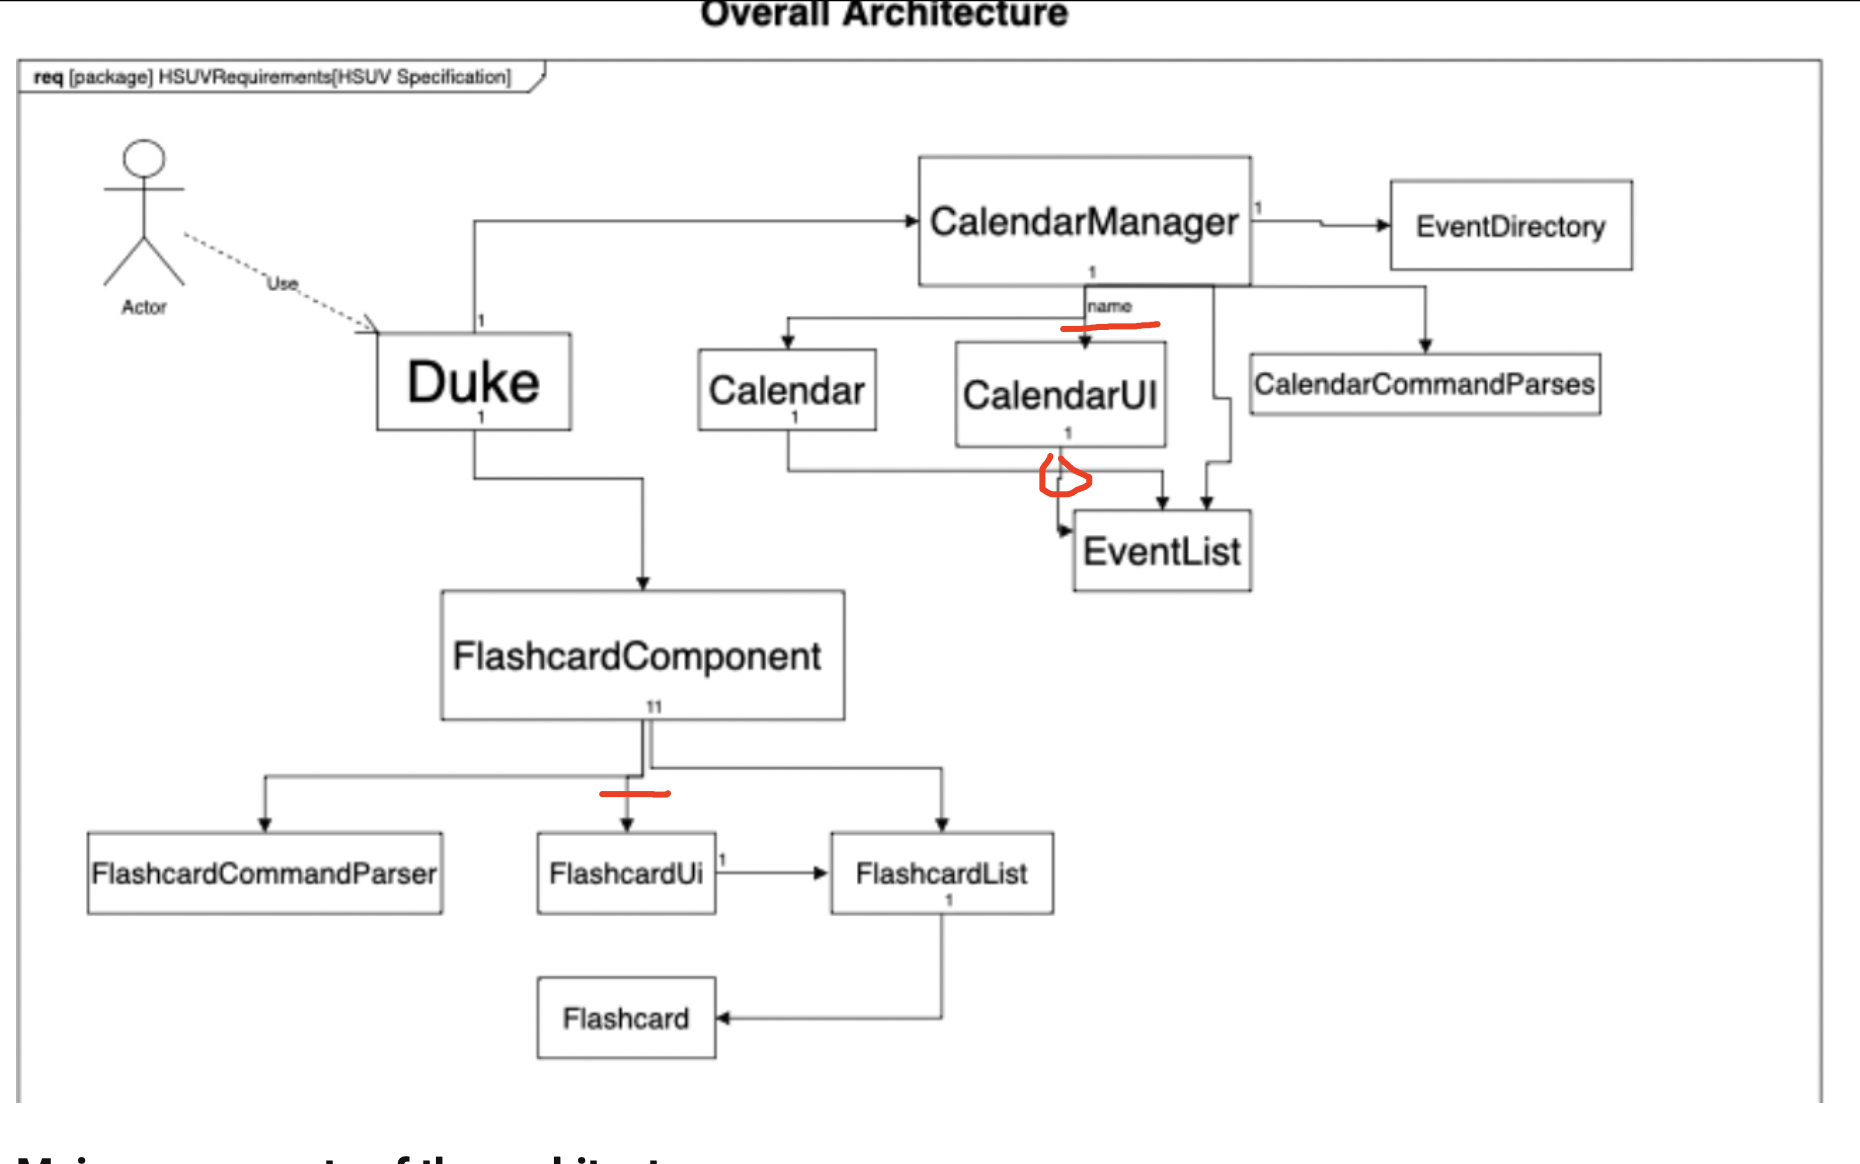 Overall Architecture
req [package] HSUVRequirements[HSUV Specification]
Actor
Use
1
Duke
1
CalendarManager
1
1
EventDirectory
name
Calendar
1
CalendarUI
1
CalendarCommandParses
EventList
FlashcardComponent
11
FlashcardCommandParser
FlashcardUi
1
FlashcardList
1
Flashcard